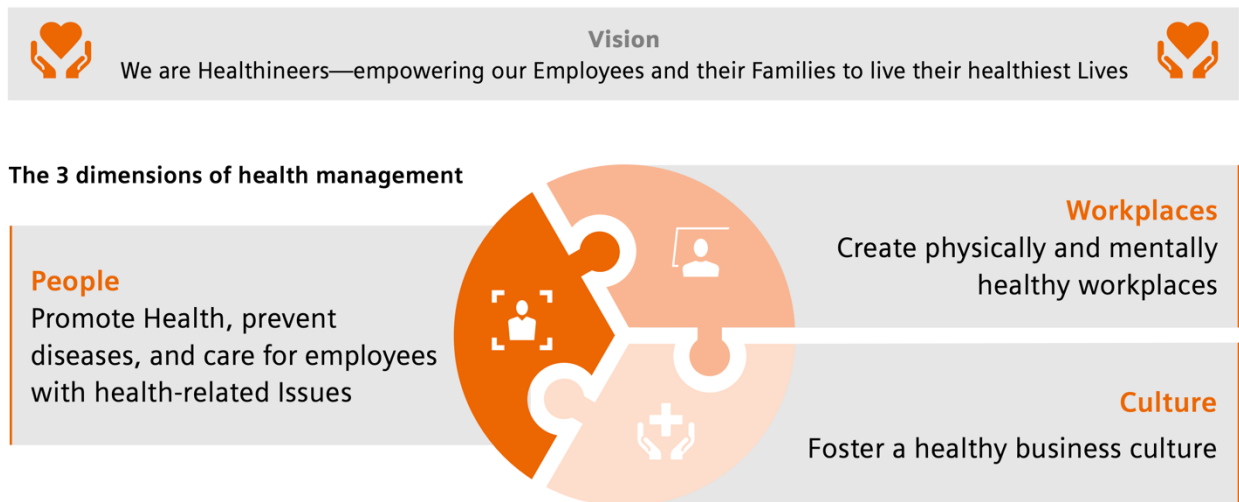 Vision
We are Healthineers—empowering our Employees and their Families to live their healthiest Lives
The 3 dimensions of health management
People
Promote Health, prevent
diseases, and care for employees
with health-related Issues
Workplaces
Create physically and mentally
healthy workplaces
Culture
Foster a healthy business culture